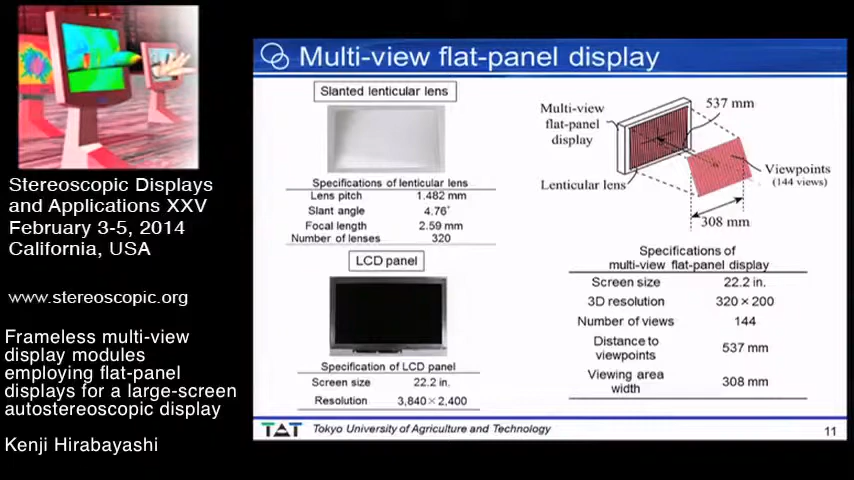 Stereoscopic Displays
and Applications XXV
February 3-5, 2014
California, USA
www.stereoscopic.org
Frameless multi-view
display modules
employing flat-panel
displays for a large-screen
autostereoscopic display
Kenji Hirabayashi
Multi-view flat-panel display
Slanted lenticular lens
Specifications of lenticular lens
Lens pitch 1.482 mm
Slant angle 4.76°
Focal length 2.59 mm
Number of lenses 320
LCD panel
Specification of LCD panel
Screen size 22.2 in.
Resolution 3,840×2,400
Multi-view
flat-panel
display
537 mm
Lenticular lens
Viewpoints
(144 views)
308 mm
Specifications of
multi-view flat-panel display
Screen size 22.2 in.
3D resolution 320×200
Number of views 144
Distance to
viewpoints 537 mm
Viewing area
width 308 mm
TAT Tokyo University of Agriculture and Technology
11